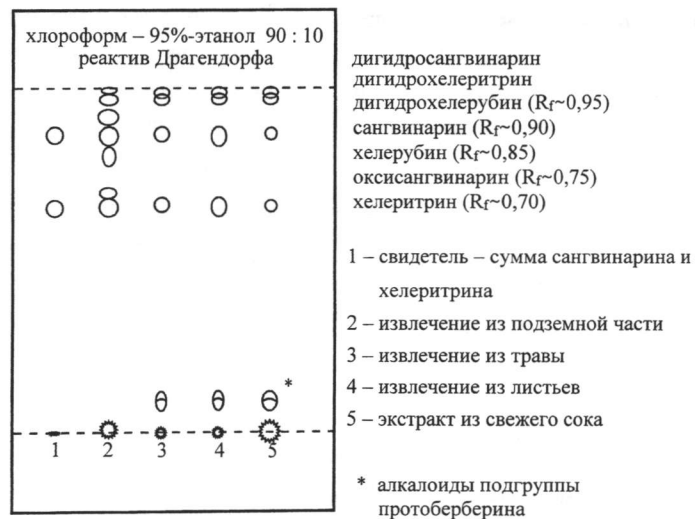 хлороформ – 95%-этанол 90 : 10
реактив Драгендорфа
дигидросангвинарин
дигидрохелеритрин
дигидрохелерубин (Rf~0,95)
сангвинарин (Rf~0,90)
хелерубин (Rf~0,85)
оксисангвинарин (Rf~0,75)
хелеритрин (Rf~0,70)
1 – свидетель – сумма сангвинарина и
хелеритрина
2 – извлечение из подземной части
3 – извлечение из травы
4 – извлечение из листьев
5 – экстракт из свежего сока
*
1 2 3 4 5
* алкалоиды подгруппы
протоберберина